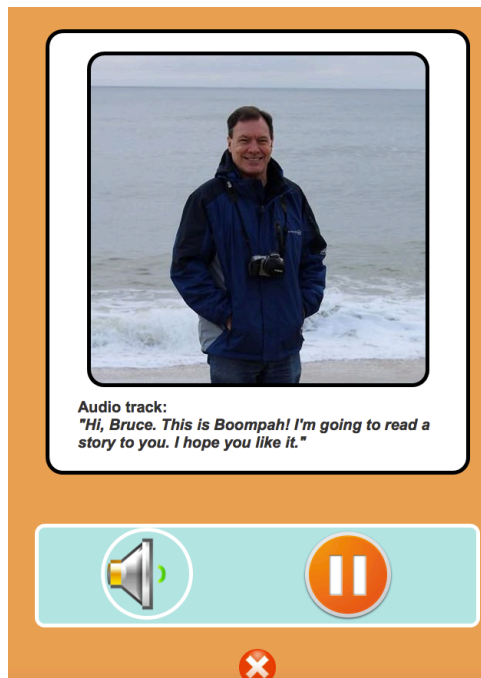 Audio track:
"Hi, Bruce. This is Boompah! I'm going to read a
story to you. I hope you like it."